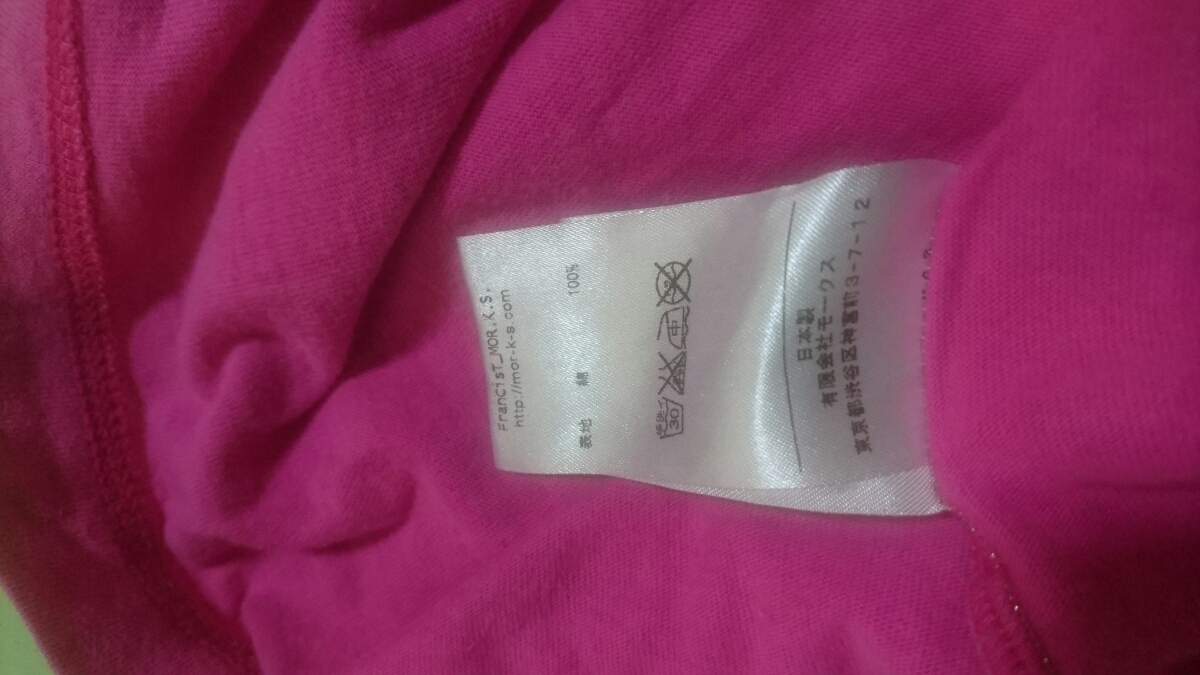 FranCisT_MOR.K.S.
http://mor-k-s.com
表地 綿 100%
30 中
日本製
有限会社モークス
東京都渋谷区神宮前3-7-12